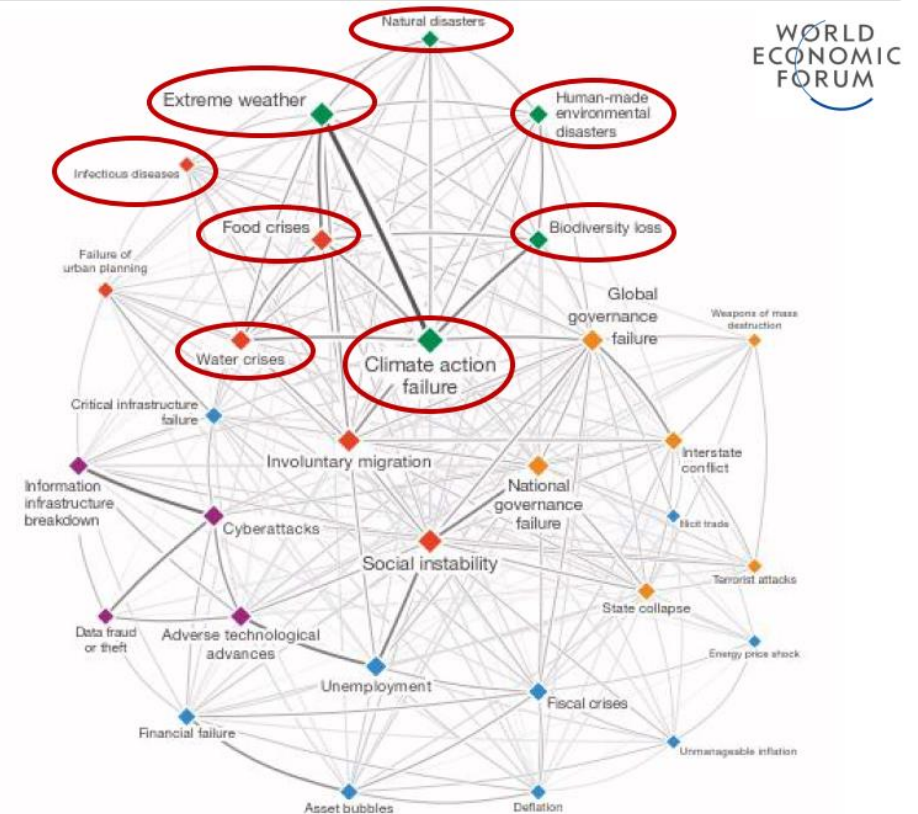 Natural disasters
WORLD
ECONOMIC
FORUM
Extreme weather
Human-made
environmental
disasters
Infectious diseases
Food crises
Biodiversity loss
Failure of
urban planning
Global
governance
failure
Weapons of mass
destruction
Water crises
Climate action
failure
Critical infrastructure
failure
Involuntary migration
Interstate
conflict
Information
infrastructure
breakdown
National
governance
failure
Cyberattacks
Illicit trade
Social instability
Terrorist attacks
State collapse
Data fraud
or theft
Adverse technological
advances
Energy price shock
Unemployment
Fiscal crises
Financial failure
Unmanageable inflation
Asset bubbles
Deflation